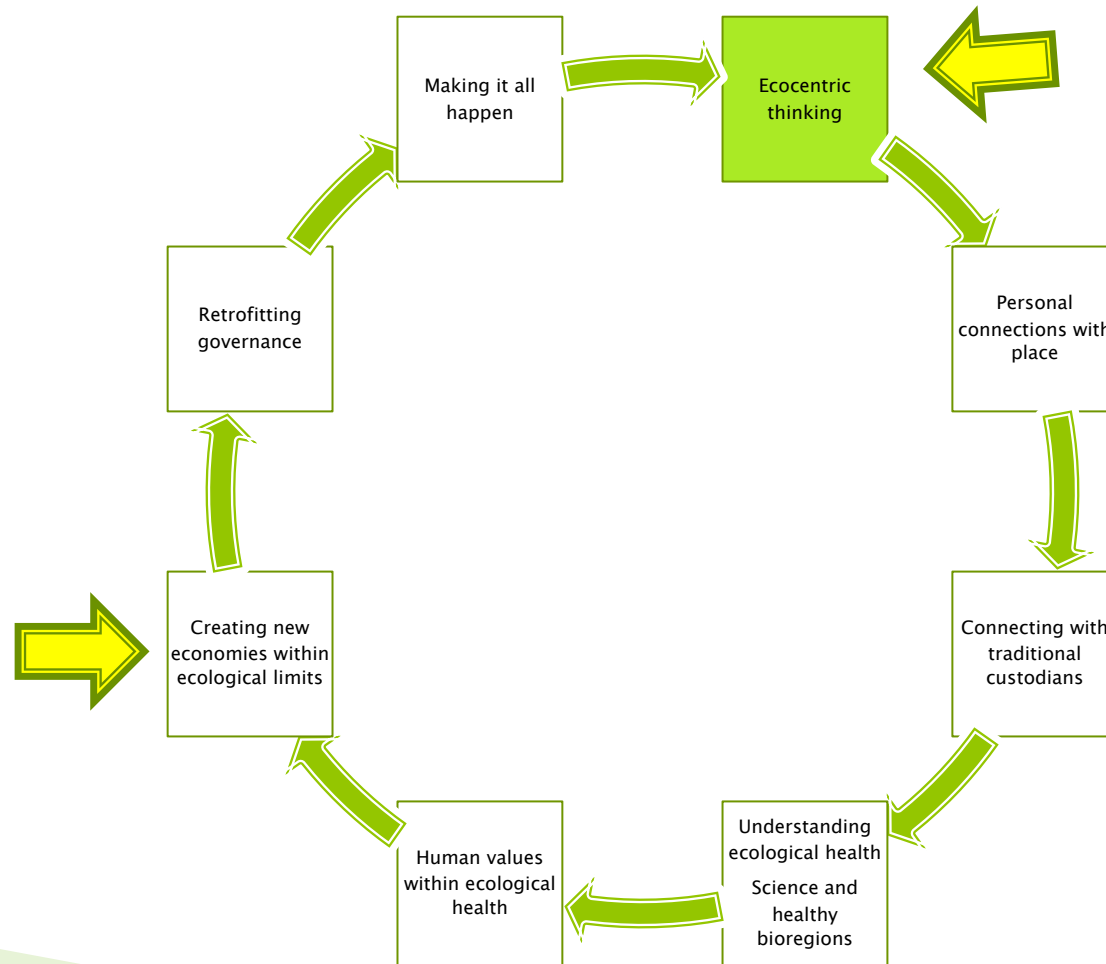 Making it all
happen
Ecocentric
thinking
Personal
connections with
place
Connecting with
traditional
custodians
Understanding
ecological health
Science and
healthy
bioregions
Human values
within ecological
health
Creating new
economies within
ecological limits
Retrofitting
governance